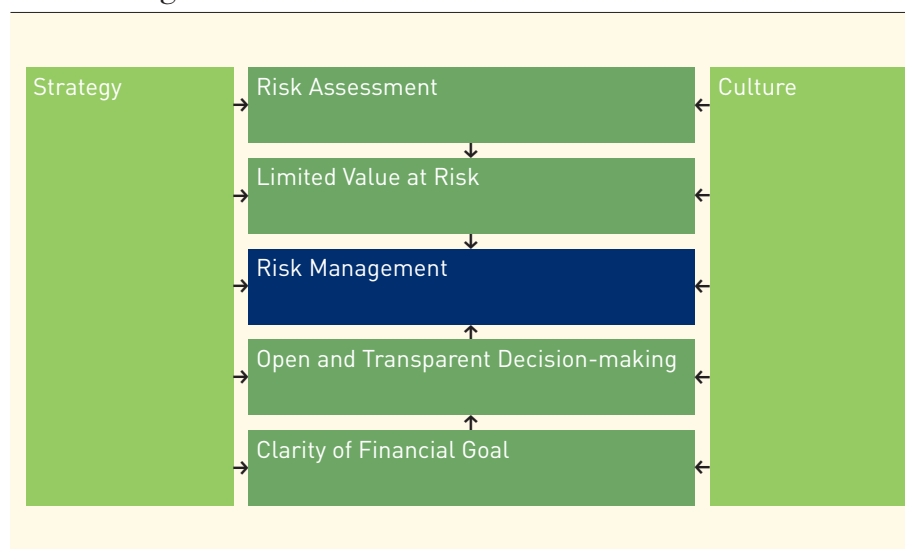 Strategy
Risk Assessment
Culture
Limited Value at Risk
Risk Management
Open and Transparent Decision-making
Clarity of Financial Goal